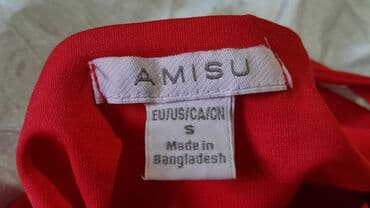 AMISU
EU/US/CA/CN
S
Made in
Bangladesh